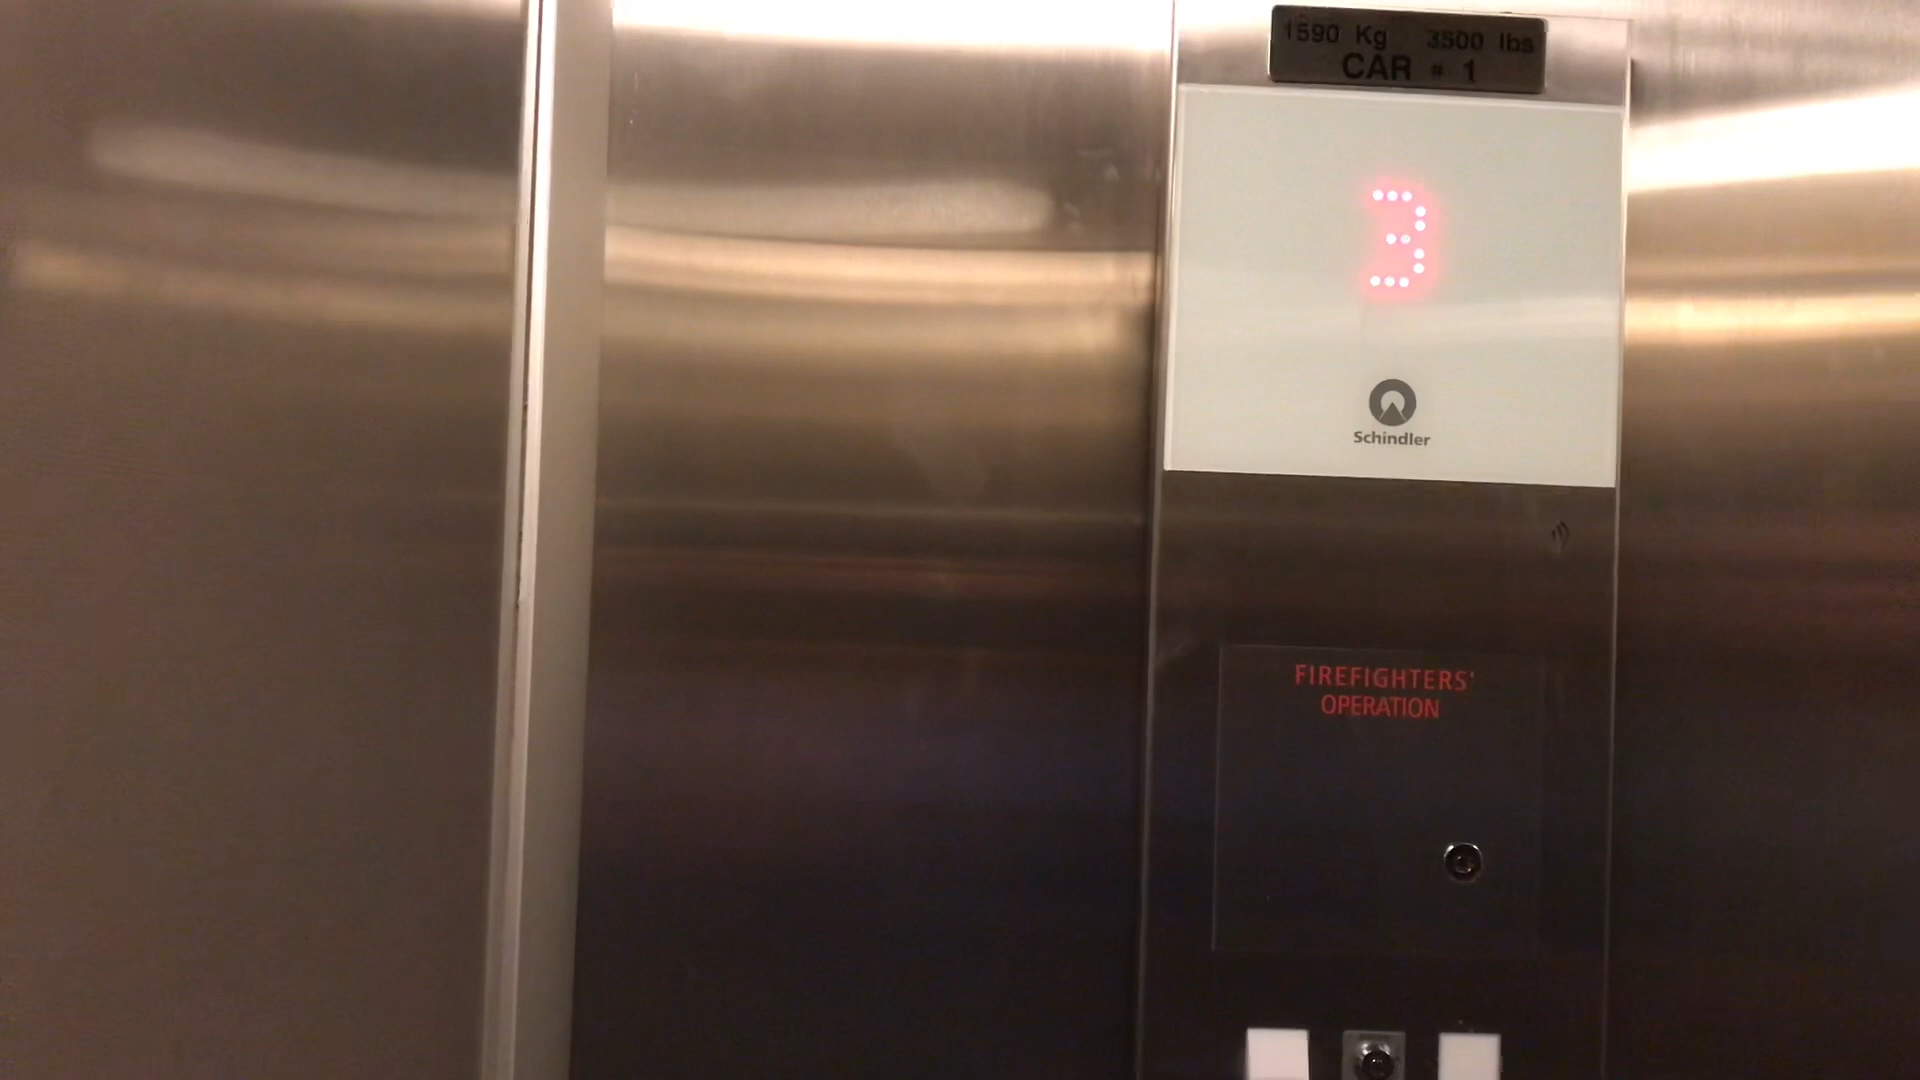 1590 Kg 3500 lbs
CAR # 1
3
Schindler
FIREFIGHTERS'
OPERATION